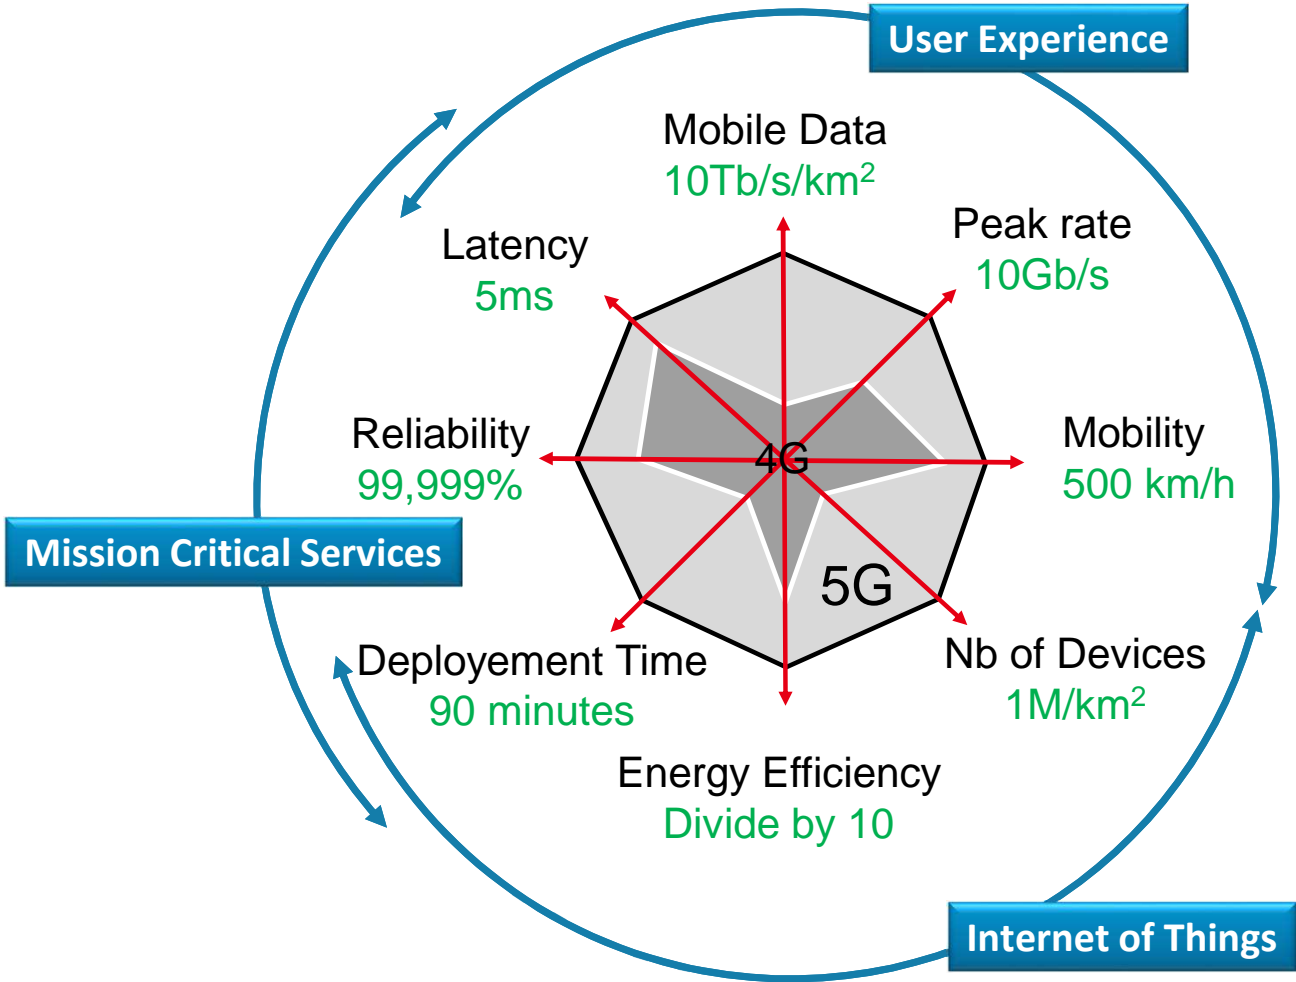 User Experience
Mobile Data
10Tb/s/km²
Peak rate
10Gb/s
Latency
5ms
Reliability
99,999%
4G
Mobility
500 km/h
Mission Critical Services
5G
Deployement Time
90 minutes
Nb of Devices
1M/km²
Energy Efficiency
Divide by 10
Internet of Things